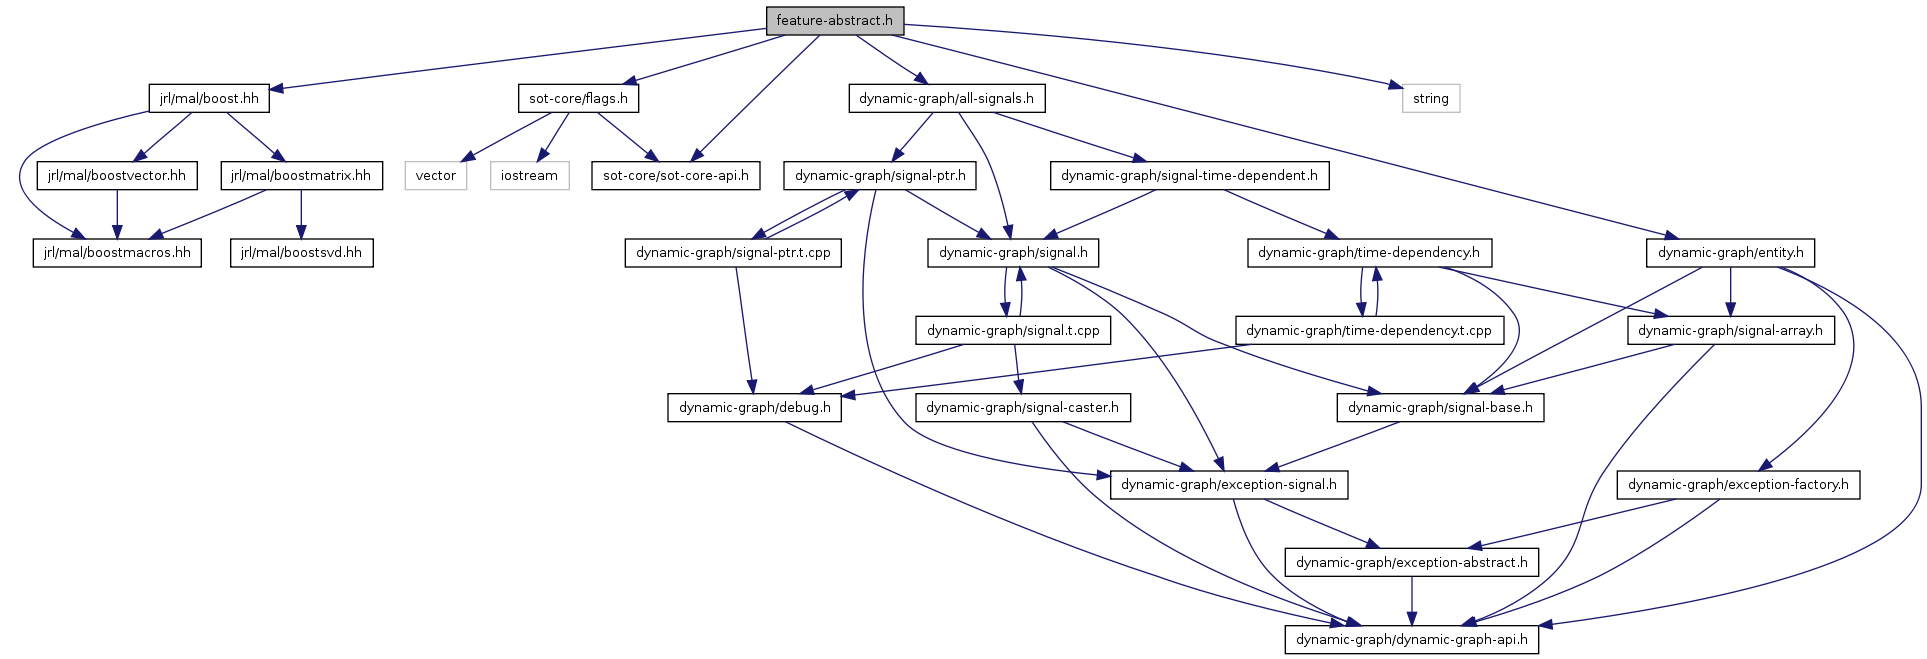 feature-abstract.h
jrl/mal/boost.hh
sot-core/flags.h
dynamic-graph/all-signals.h
string
jrl/mal/boostvector.hh
jrl/mal/boostmatrix.hh
vector
iostream
sot-core/sot-core-api.h
dynamic-graph/signal-ptr.h
dynamic-graph/signal-time-dependent.h
jrl/mal/boostmacros.hh
jrl/mal/boostsvd.hh
dynamic-graph/signal-ptr.t.cpp
dynamic-graph/signal.h
dynamic-graph/time-dependency.h
dynamic-graph/entity.h
dynamic-graph/signal.t.cpp
dynamic-graph/time-dependency.t.cpp
dynamic-graph/signal-array.h
dynamic-graph/debug.h
dynamic-graph/signal-caster.h
dynamic-graph/signal-base.h
dynamic-graph/exception-signal.h
dynamic-graph/exception-factory.h
dynamic-graph/exception-abstract.h
dynamic-graph/dynamic-graph-api.h